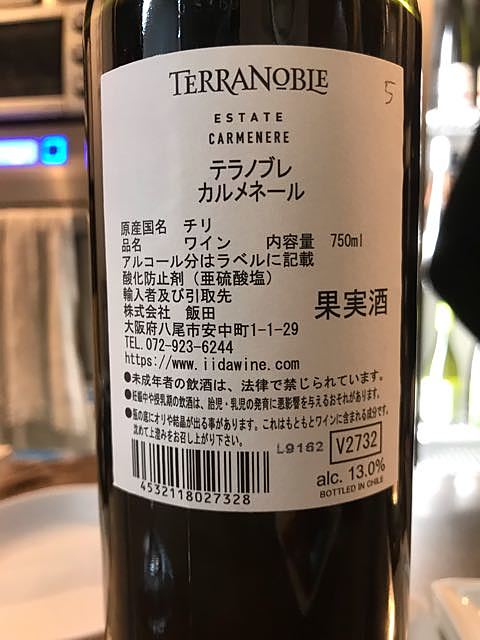 TERRANOBLE
5
ESTATE
CARMENERE
テラノブレ
カルメネール
原産国名 チリ
品名 ワイン 内容量 750ml
アルコール分はラベルに記載
酸化防止剤(亜硫酸塩)
輸入者及び引取先
株式会社 飯田
果実酒
大阪府八尾市安中町1-1-29
TEL.072-923-6244
https://www.iidawine.com
●未成年者の飲酒は、法律で禁じられています。
●妊娠中や授乳期の飲酒は、胎児・乳児の発育に悪影響を与えるおそれがあります。
●瓶の底にオリや結晶が出る事があります。これはもともとワインに含まれる成分です。
沈めて上澄みをお召し上がり下さい。
L9162 V2732
4532118027328
alc. 13.0%
BOTTLED IN CHILE